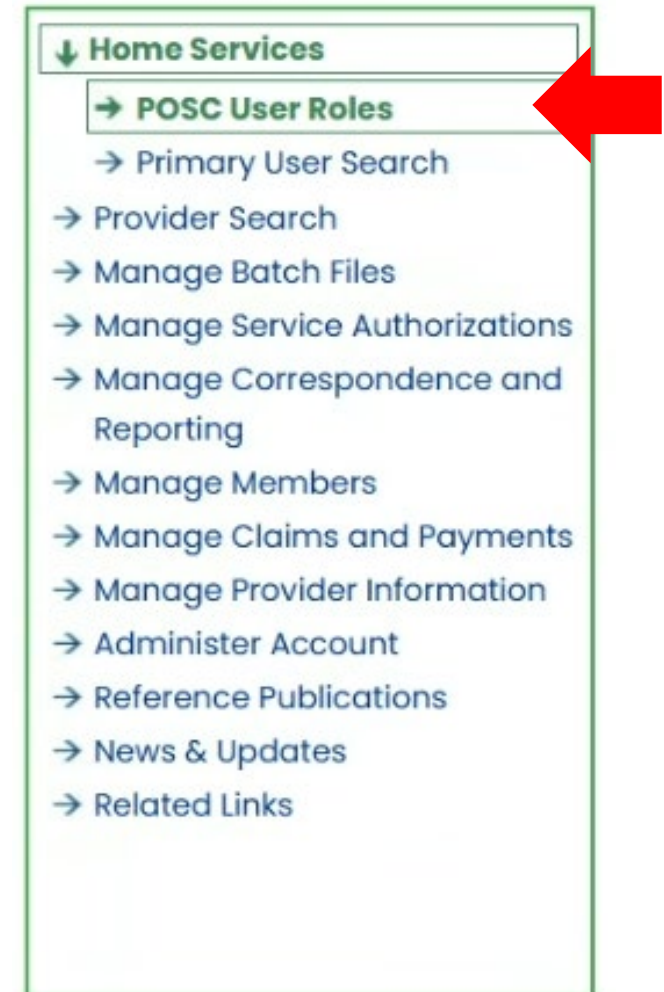 ↓ Home Services
→ POSC User Roles
→ Primary User Search
→ Provider Search
→ Manage Batch Files
→ Manage Service Authorizations
→ Manage Correspondence and
Reporting
→ Manage Members
→ Manage Claims and Payments
→ Manage Provider Information
→ Administer Account
→ Reference Publications
→ News & Updates
→ Related Links